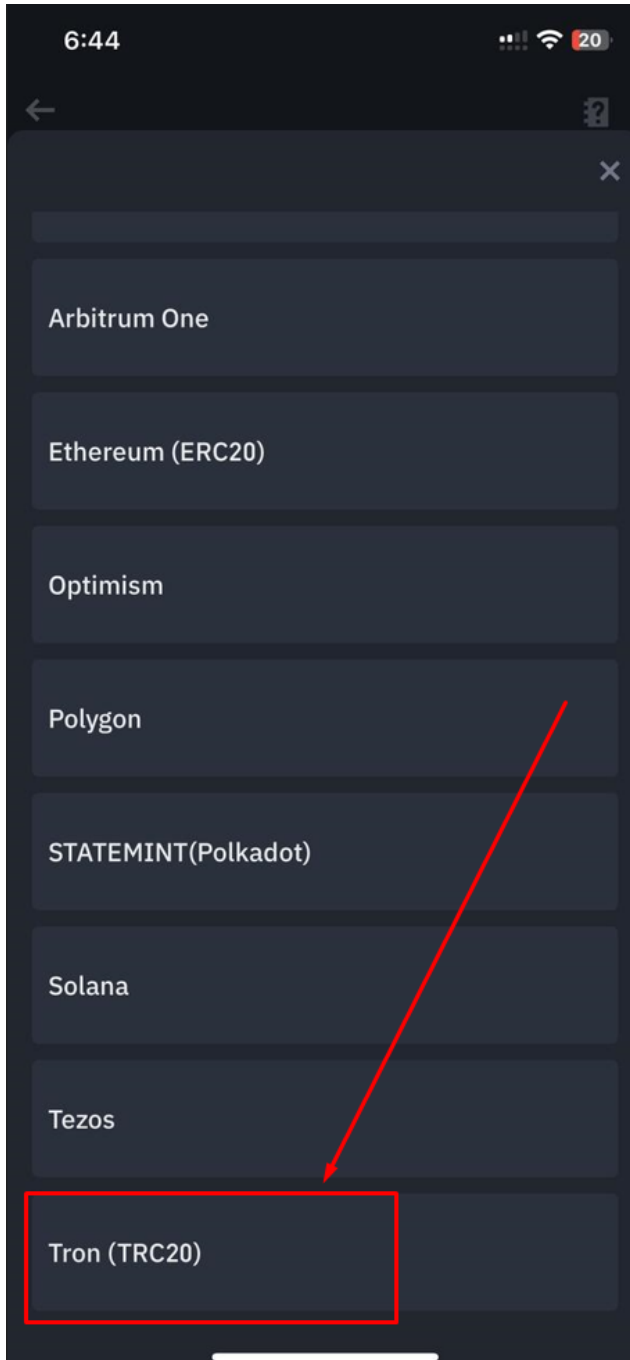 6:44
20
?
Arbitrum One
Ethereum (ERC20)
Optimism
Polygon
STATEMINT(Polkadot)
Solana
Tezos
Tron (TRC20)